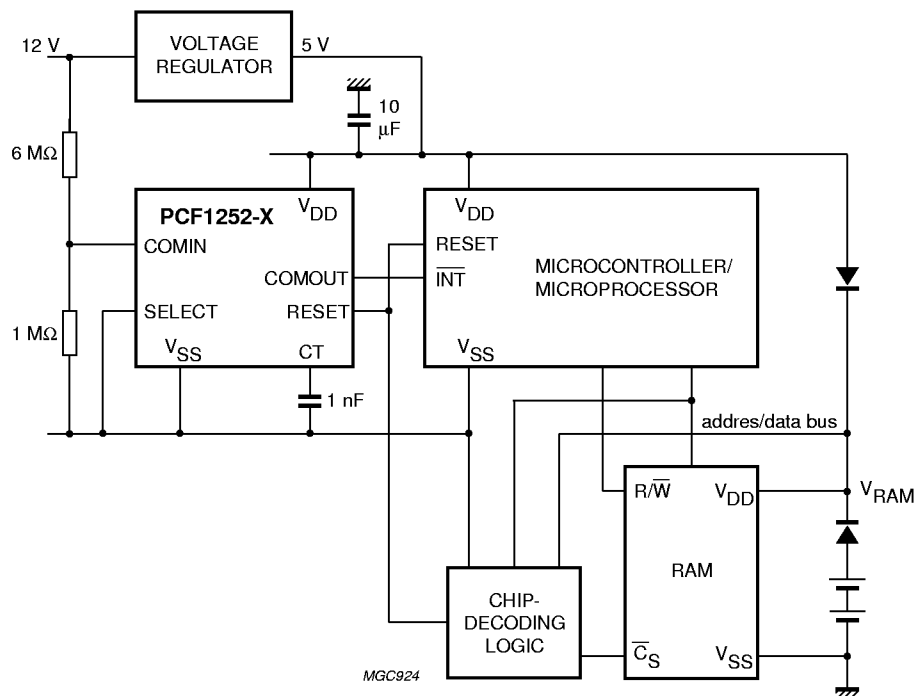 12 V
VOLTAGE
REGULATOR
5 V
10
μF
6 MΩ
PCF1252-X
VDD
COMIN
COMOUT
SELECT
RESET
VSS
CT
1 MΩ
1 nF
VDD
RESET
INT
MICROCONTROLLER/
MICROPROCESSOR
VSS
addres/data bus
R/W
VDD
VRAM
RAM
CHIP-
DECODING
LOGIC
CS
VSS
MGC924